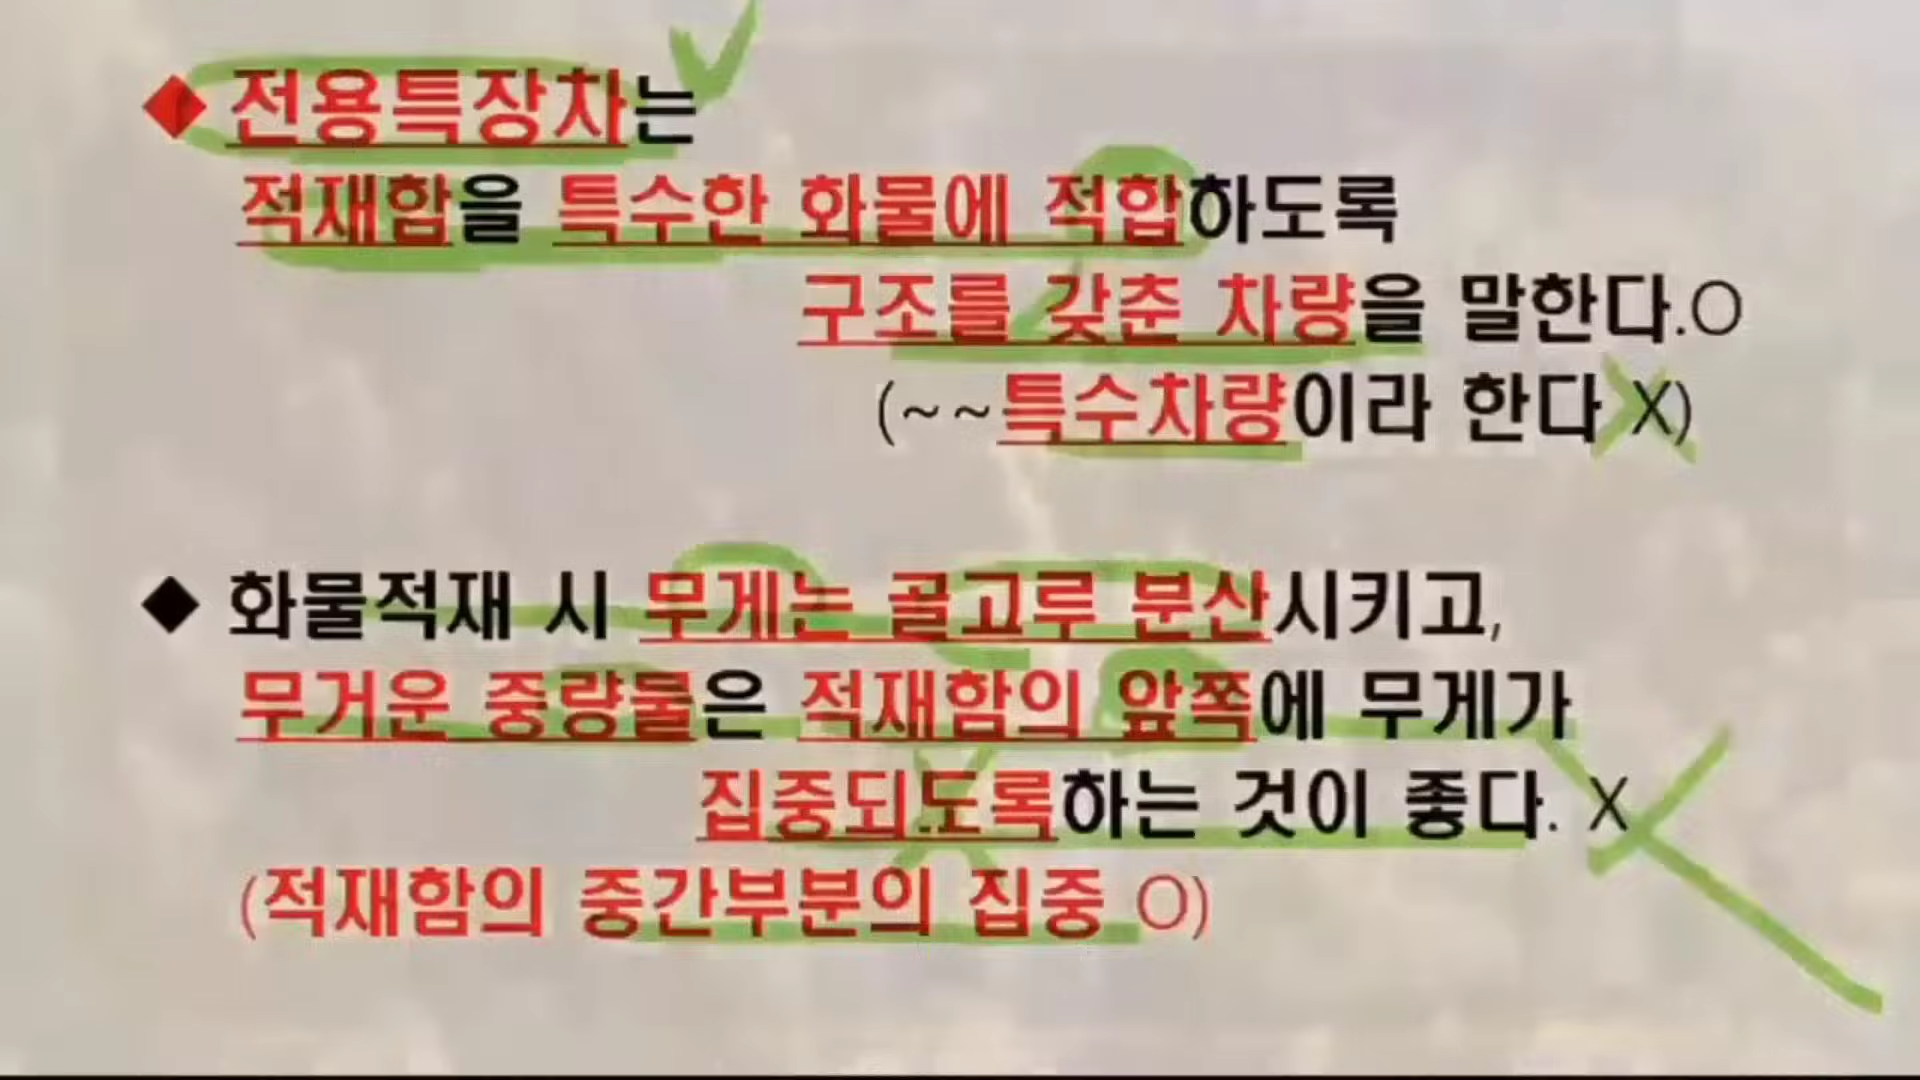 ◆ 전용특장차는
적재함을 특수한 화물에 적합하도록
구조를 갖춘 차량을 말한다.O
(~~특수차량이라 한다 X)
◆ 화물적재 시 무게는 골고루 분산시키고,
무거운 중량물은 적재함의 앞쪽에 무게가
집중되도록하는 것이 좋다. X
(적재함의 중간부분의 집중 O)